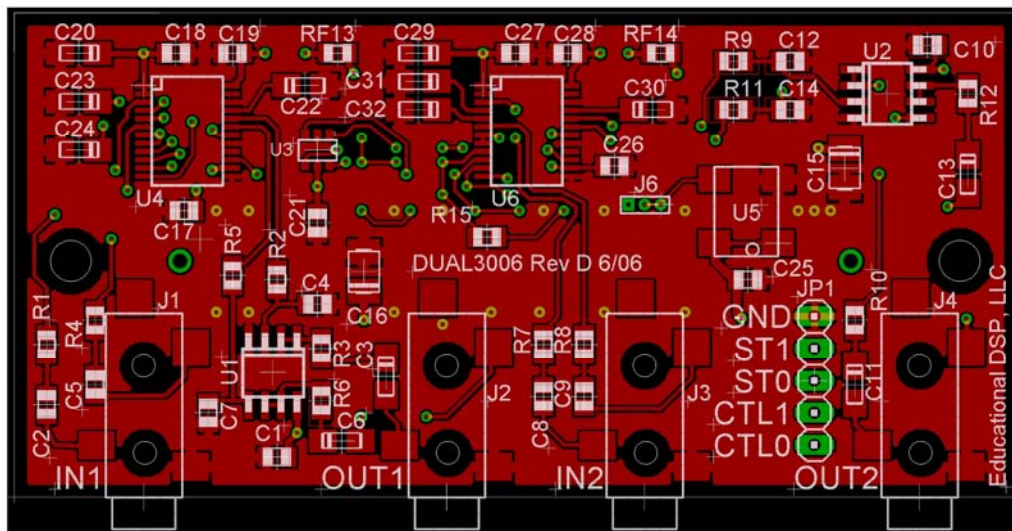 C20
C18
C19
RF13
C29
C27
C28
RF14
R9
C12
U2
C10
C23
C31
C22
C32
C30
R11
C14
R12
C24
U3
C26
C15
C13
U4
U6
J6
C17
C21
R15
U5
R5
R2
DUAL3006 Rev D 6/06
C25
R1
R4
J1
C4
C16
R7
R8
JP1
R10
J4
GND
ST1
ST0
CTL1
CTL0
U1
R3
C3
R6
C5
C2
C7
C1
C6
J2
C8
C9
J3
C11
IN1
OUT1
IN2
OUT2
Educational DSP, LLC